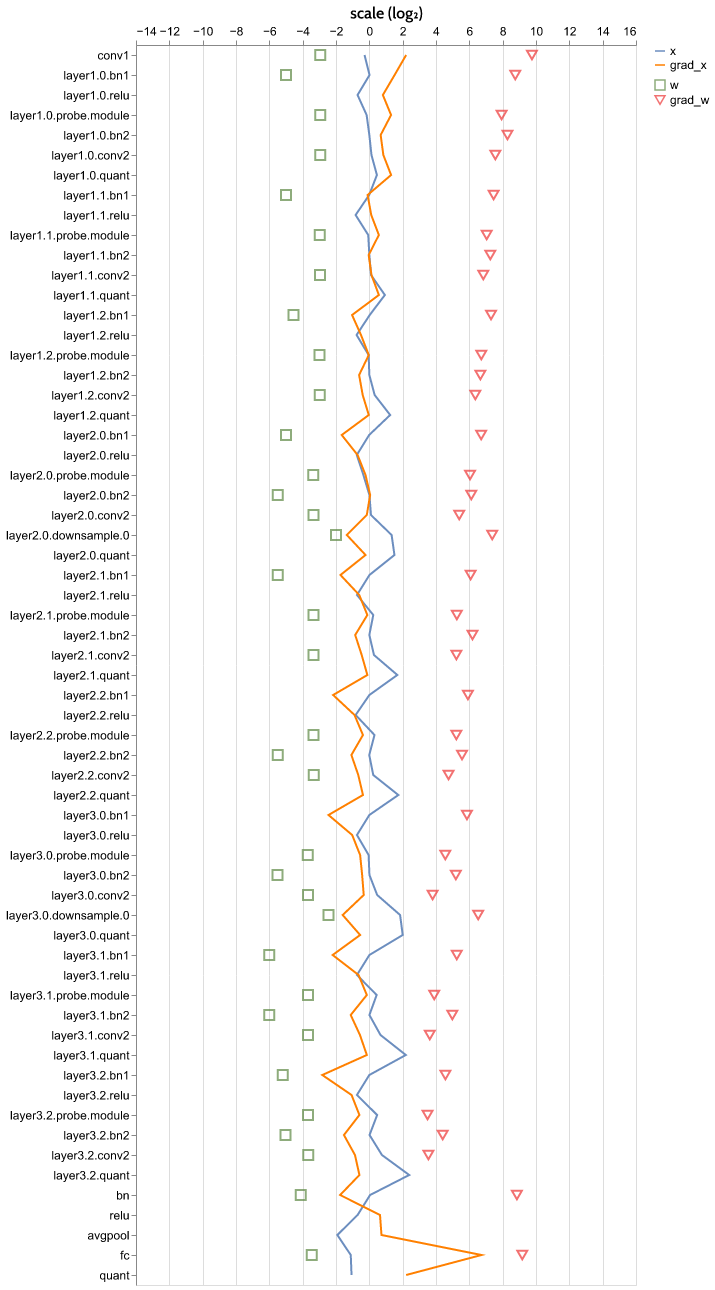 scale (log₂)
−14 −12 −10 −8 −6 −4 −2 0 2 4 6 8 10 12 14 16
x
grad_x
w
grad_w
conv1
layer1.0.bn1
layer1.0.relu
layer1.0.probe.module
layer1.0.bn2
layer1.0.conv2
layer1.0.quant
layer1.1.bn1
layer1.1.relu
layer1.1.probe.module
layer1.1.bn2
layer1.1.conv2
layer1.1.quant
layer1.2.bn1
layer1.2.relu
layer1.2.probe.module
layer1.2.bn2
layer1.2.conv2
layer1.2.quant
layer2.0.bn1
layer2.0.relu
layer2.0.probe.module
layer2.0.bn2
layer2.0.conv2
layer2.0.downsample.0
layer2.0.quant
layer2.1.bn1
layer2.1.relu
layer2.1.probe.module
layer2.1.bn2
layer2.1.conv2
layer2.1.quant
layer2.2.bn1
layer2.2.relu
layer2.2.probe.module
layer2.2.bn2
layer2.2.conv2
layer2.2.quant
layer3.0.bn1
layer3.0.relu
layer3.0.probe.module
layer3.0.bn2
layer3.0.conv2
layer3.0.downsample.0
layer3.0.quant
layer3.1.bn1
layer3.1.relu
layer3.1.probe.module
layer3.1.bn2
layer3.1.conv2
layer3.1.quant
layer3.2.bn1
layer3.2.relu
layer3.2.probe.module
layer3.2.bn2
layer3.2.conv2
layer3.2.quant
bn
relu
avgpool
fc
quant